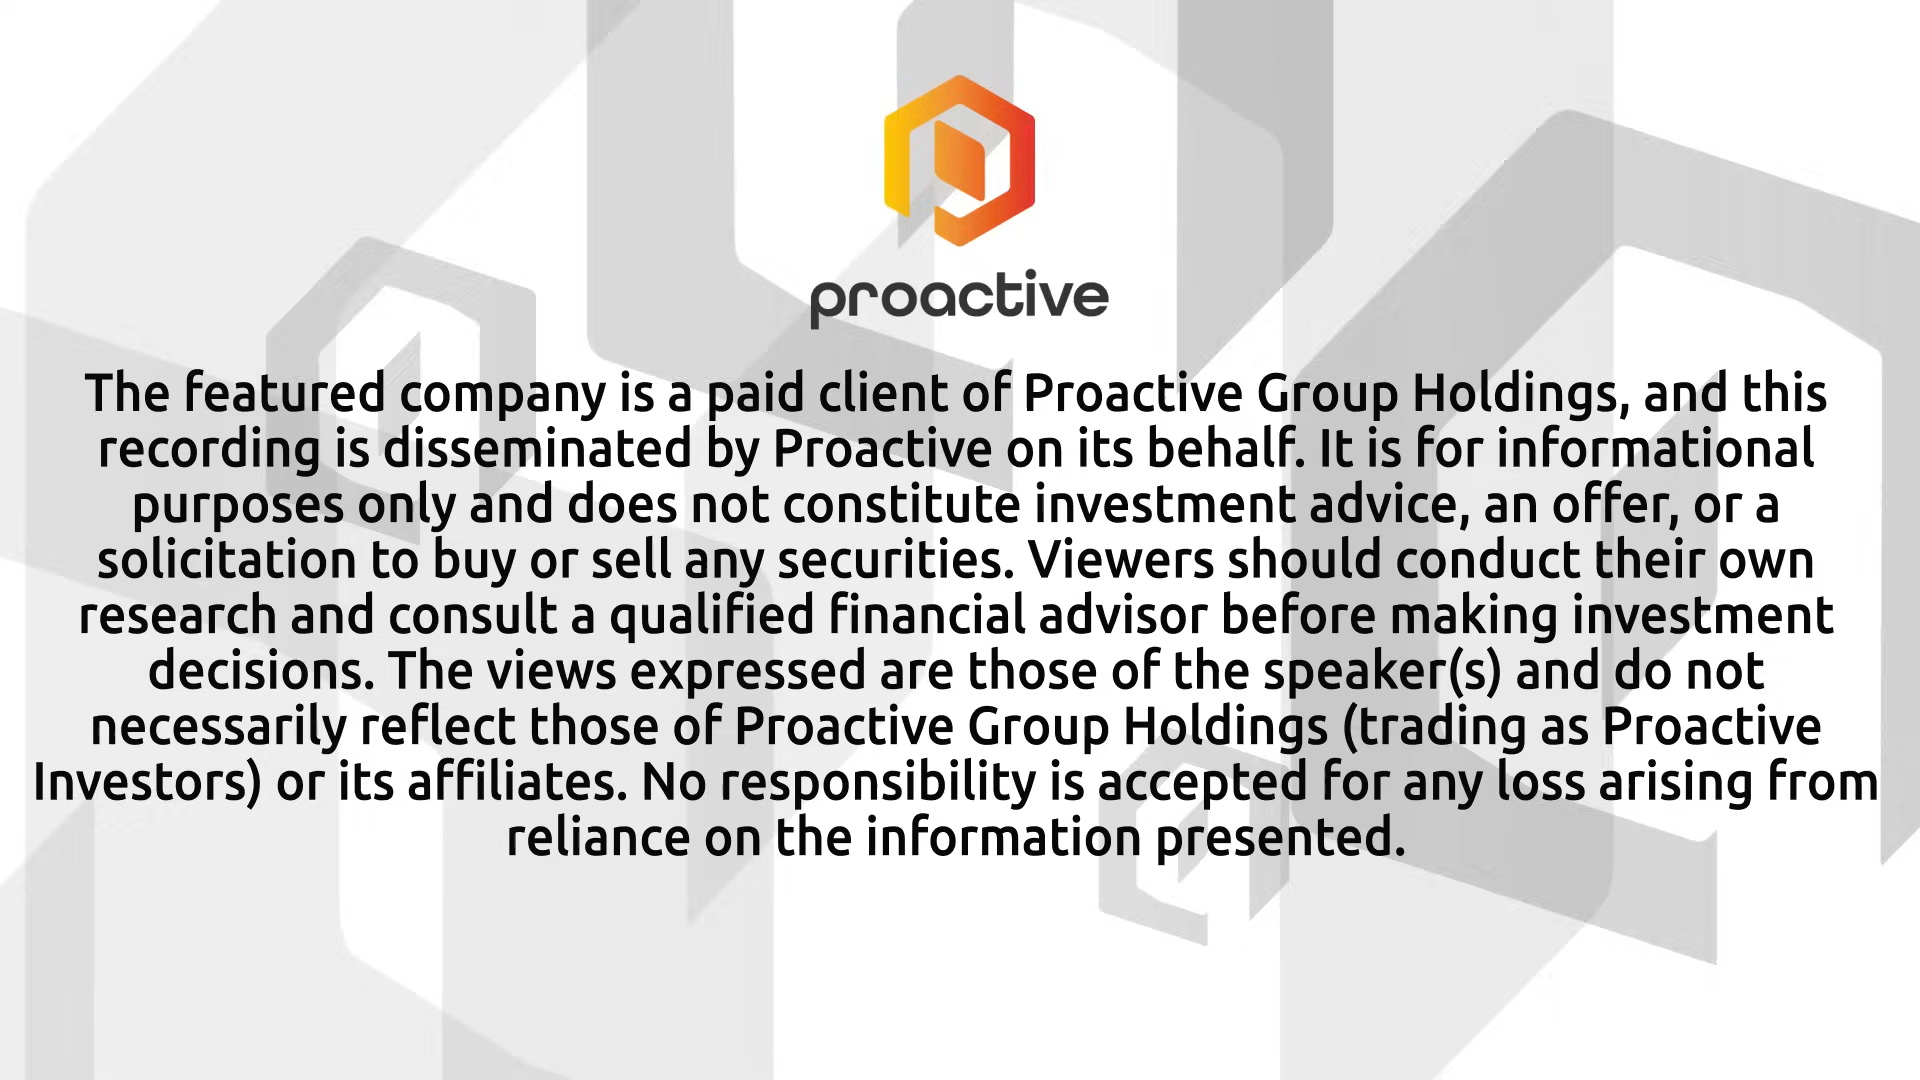 proactive
The featured company is a paid client of Proactive Group Holdings, and this
recording is disseminated by Proactive on its behalf. It is for informational
purposes only and does not constitute investment advice, an offer, or a
solicitation to buy or sell any securities. Viewers should conduct their own
research and consult a qualified financial advisor before making investment
decisions. The views expressed are those of the speaker(s) and do not
necessarily reflect those of Proactive Group Holdings (trading as Proactive
Investors) or its affiliates. No responsibility is accepted for any loss arising from
reliance on the information presented.